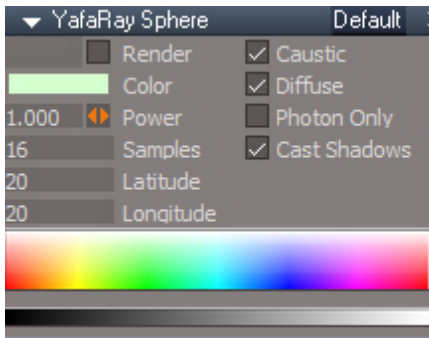 YafaRay Sphere Default
Render Caustic
Color Diffuse
1.000 Power Photon Only
16 Samples Cast Shadows
20 Latitude
20 Longitude